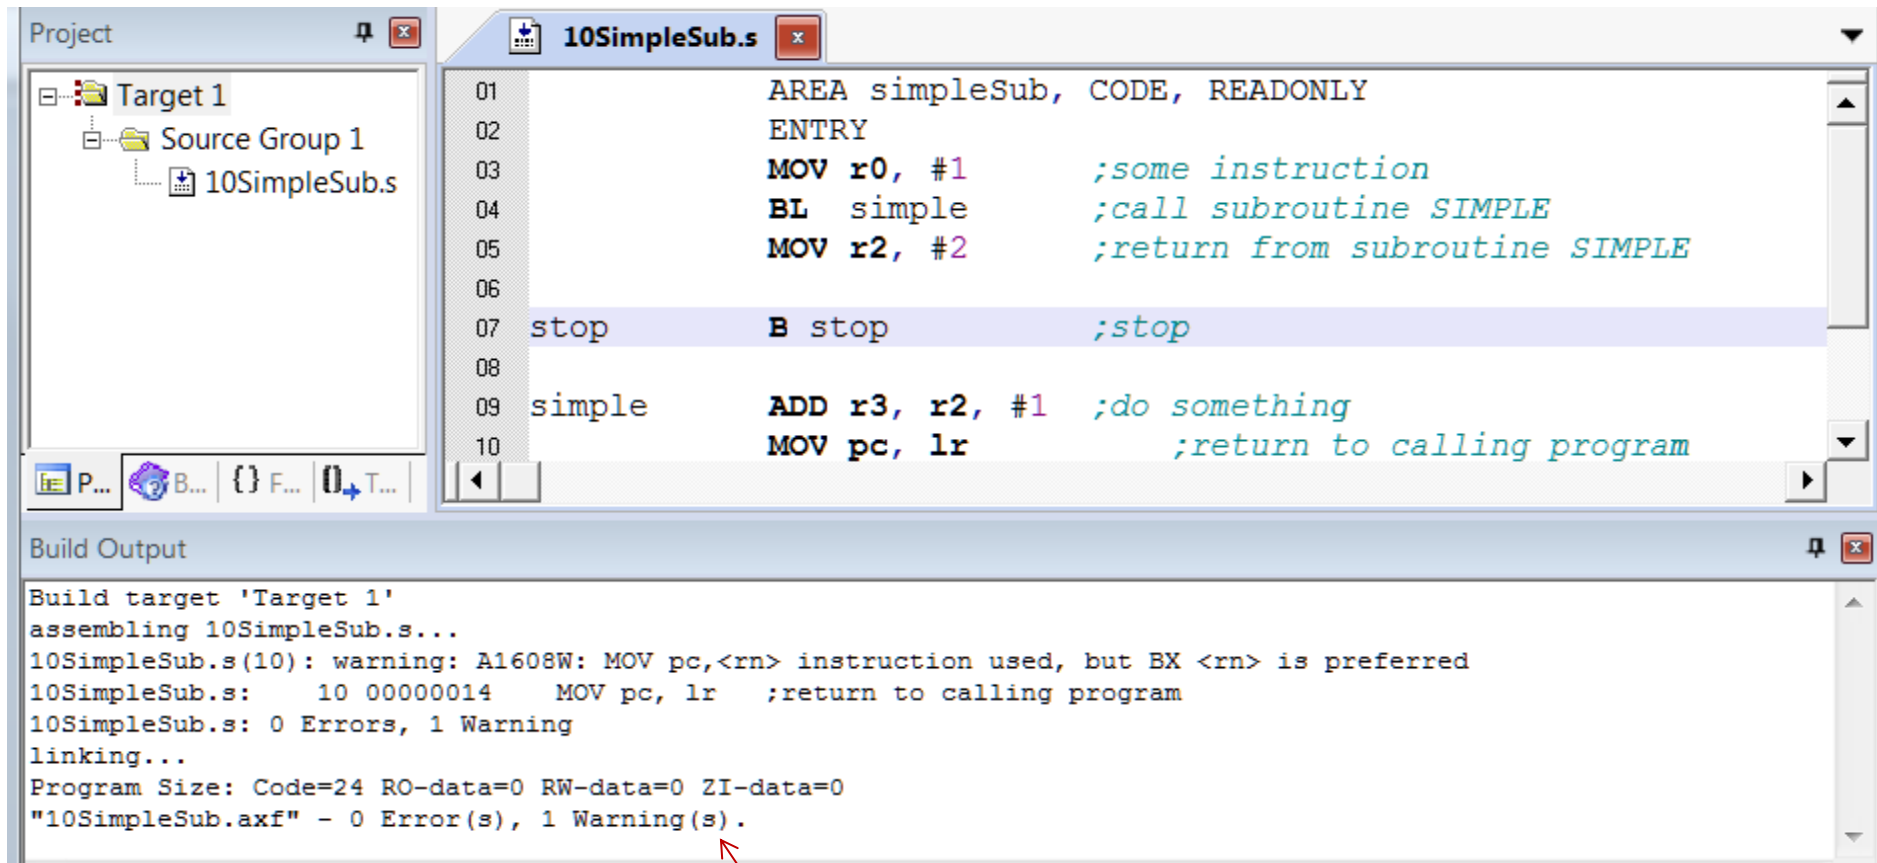 Project
10SimpleSub.s
Target 1
Source Group 1
10SimpleSub.s
P... B... {} F... T...
01 AREA simpleSub, CODE, READONLY
02 ENTRY
03 MOV r0, #1 ;some instruction
04 BL simple ;call subroutine SIMPLE
05 MOV r2, #2 ;return from subroutine SIMPLE
06
07 stop B stop ;stop
08
09 simple ADD r3, r2, #1 ;do something
10 MOV pc, lr ;return to calling program
Build Output
Build target 'Target 1'
assembling 10SimpleSub.s...
10SimpleSub.s(10): warning: A1608W: MOV pc,<rn> instruction used, but BX <rn> is preferred
10SimpleSub.s: 10 00000014 MOV pc, lr ;return to calling program
10SimpleSub.s: 0 Errors, 1 Warning
linking...
Program Size: Code=24 RO-data=0 RW-data=0 ZI-data=0
"10SimpleSub.axf" - 0 Error(s), 1 Warning(s).